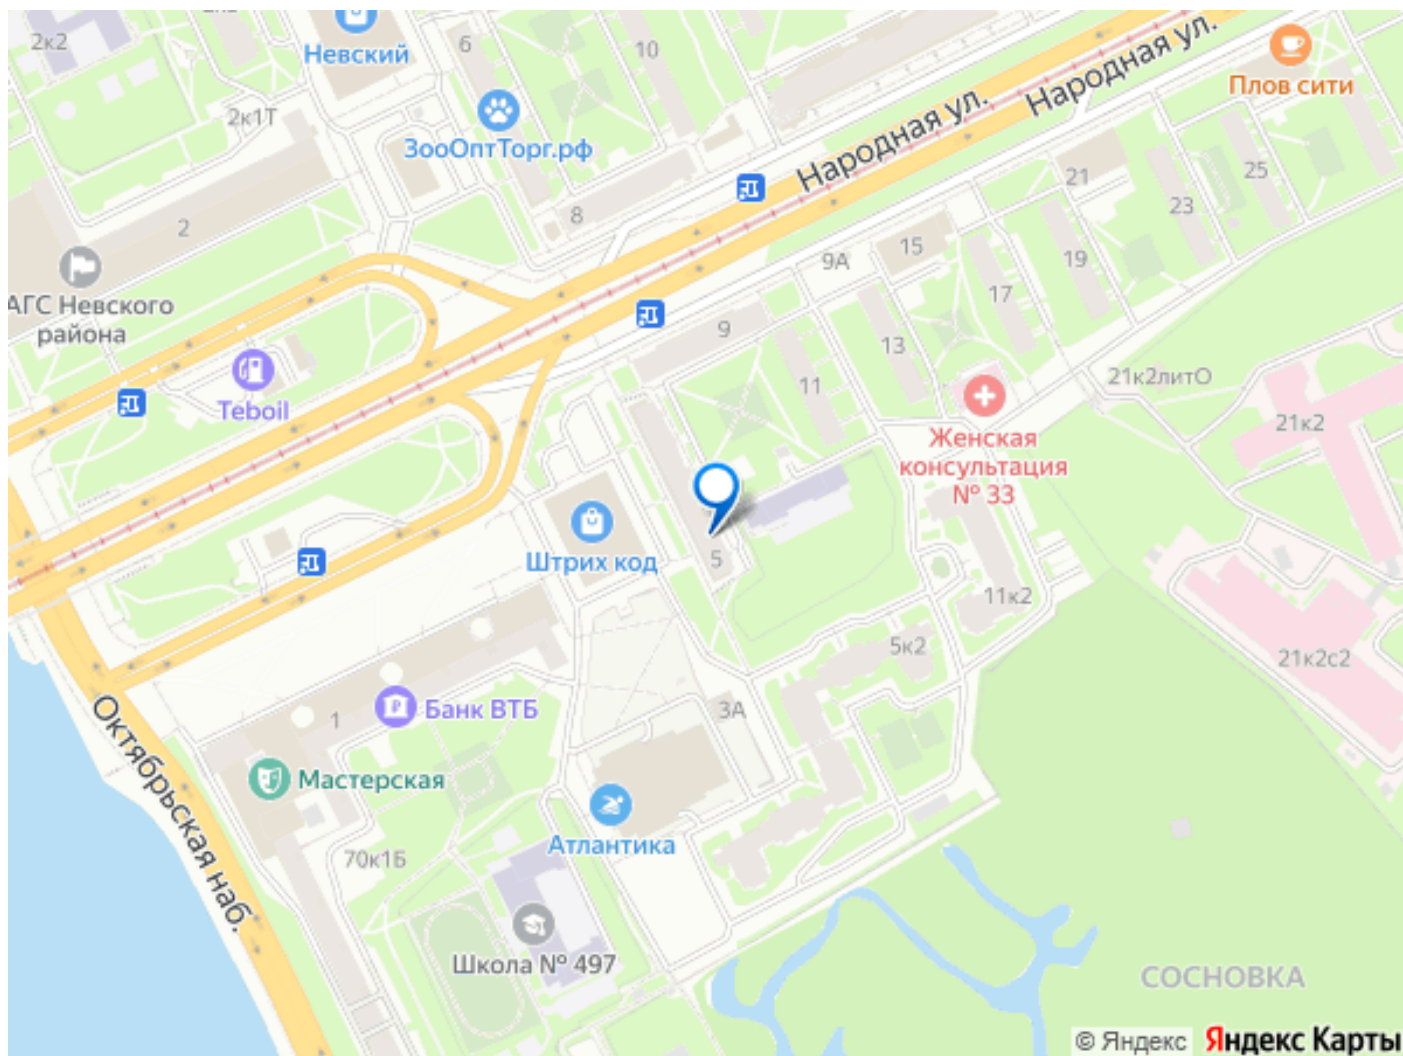 2к2
Невский
6
10
Народная ул.
Народная ул.
Плов сити
2к1Т
ЗооОптТорг.рф
21
25
23
8
2
15
9А
19
АГС Невского
района
17
9
13
11
21к2литО
Teboil
21к2
Женская
консультация
№ 33
Штрих код
5
11к2
5к2
21к2с2
3А
Банк ВТБ
1
Октябрьская наб.
Мастерская
Атлантика
70к1Б
Школа № 497
СОСНОВКА
© Яндекс Яндекс Карты